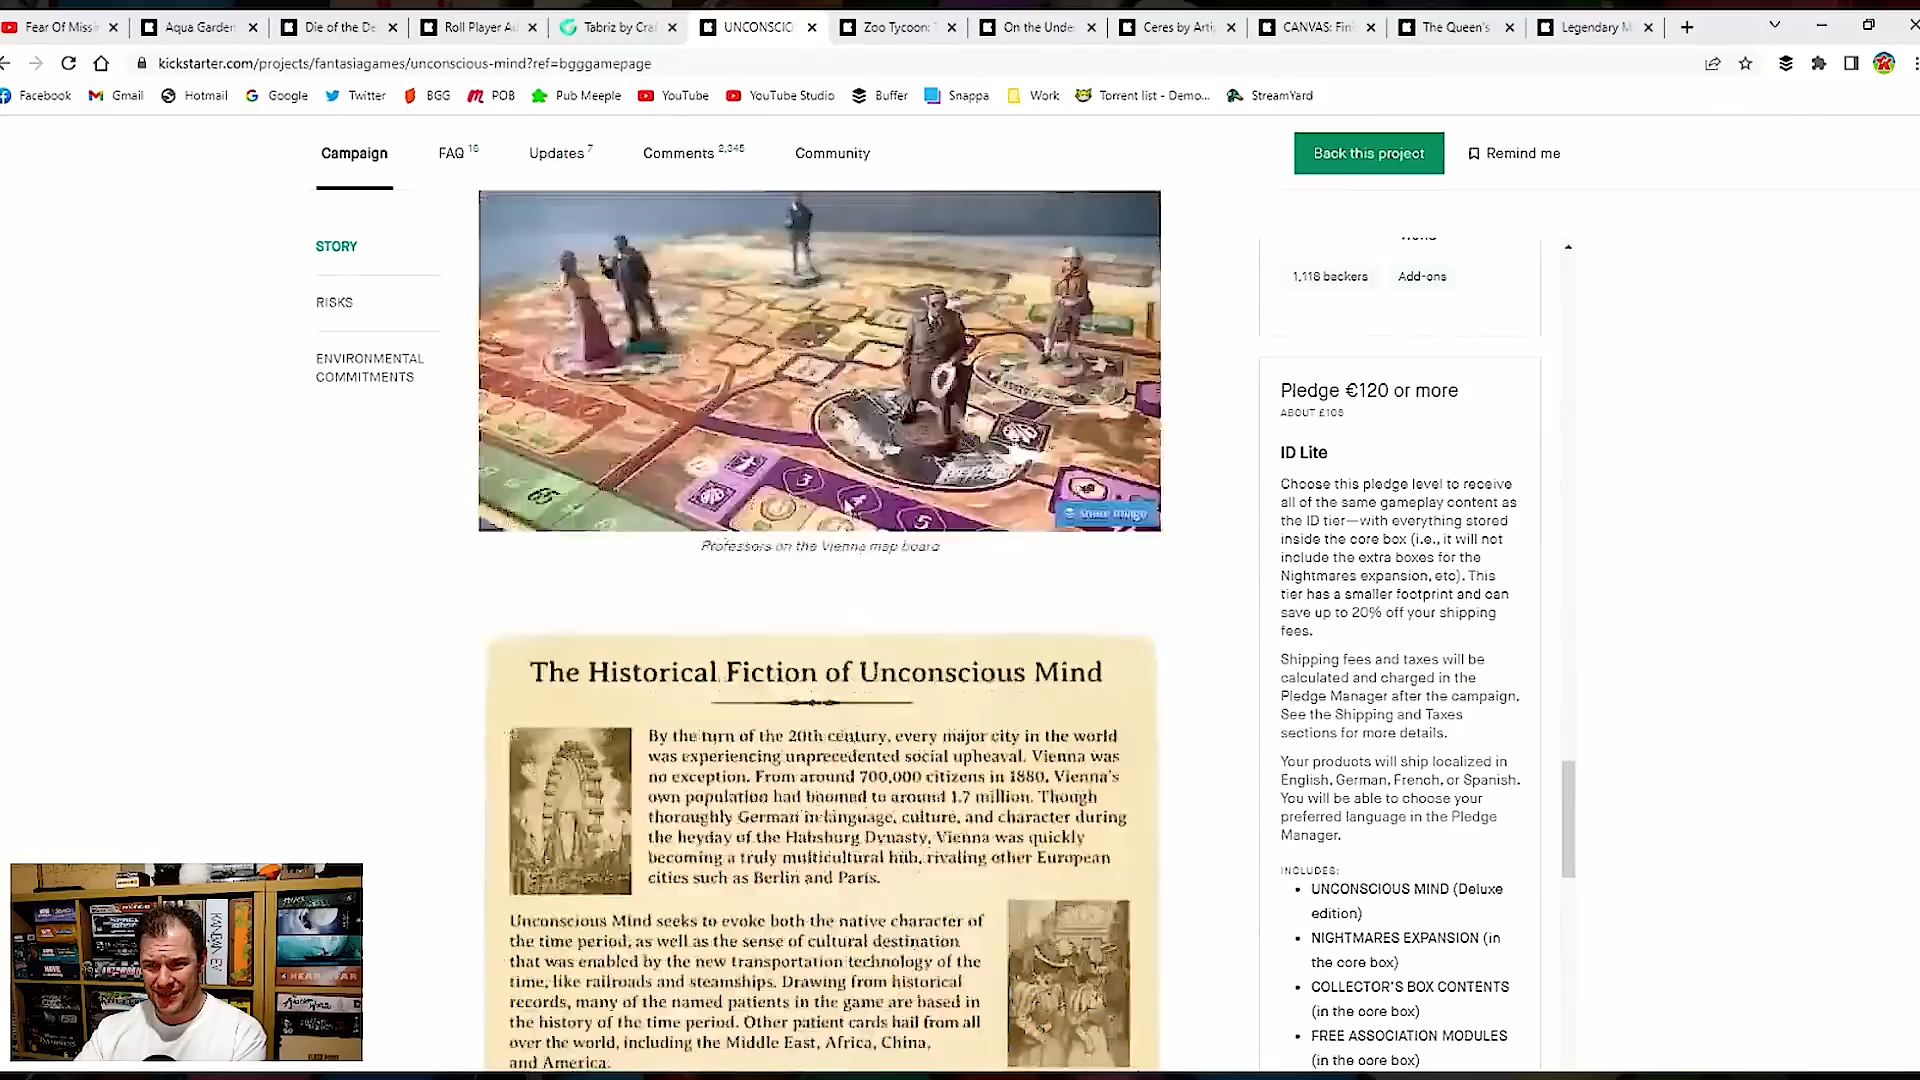 Fear Of Missi
Aqua Garden
Die of the De
Roll Player Ad
Tabriz by Craf
UNCONSCIO
Zoo Tycoon: T
On the Unde
Ceres by Arti
CANVAS: Fin
The Queen's
Legendary M
kickstarter.com/projects/fantasiagames/unconscious-mind?ref=bgggamepage
Facebook
Gmail
Hotmail
Google
Twitter
BGG
POB
Pub Meeple
YouTube
YouTube Studio
Buffer
Snappa
Work
Torrent list - Demo...
StreamYard
Campaign
FAQ 16
Updates 7
Comments 2,345
Community
Back this project
Remind me
STORY
RISKS
ENVIRONMENTAL
COMMITMENTS
3
4
5
Professors on the Vienna map board
The Historical Fiction of Unconscious Mind
By the turn of the 20th century, every major city in the world
was experiencing unprecedented social upheaval. Vienna was
no exception. From around 700,000 citizens in 1880, Vienna's
own population had boomed to around 1.7 million. Though
thoroughly German in language, culture, and character during
the heyday of the Habsburg Dynasty, Vienna was quickly
becoming a truly multicultural hub, rivaling other European
cities such as Berlin and Paris.
Unconscious Mind seeks to evoke both the native character of
the time period, as well as the sense of cultural destination
that was enabled by the new transportation technology of the
time, like railroads and steamships. Drawing from historical
records, many of the named patients in the game are based in
the history of the time period. Other patient cards hail from all
over the world, including the Middle East, Africa, China,
and America.
1,118 backers
Add-ons
Pledge €120 or more
ABOUT £105
ID Lite
Choose this pledge level to receive
all of the same gameplay content as
the ID tier—with everything stored
inside the core box (i.e., it will not
include the extra boxes for the
Nightmares expansion, etc). This
tier has a smaller footprint and can
save up to 20% off your shipping
fees.
Shipping fees and taxes will be
calculated and charged in the
Pledge Manager after the campaign.
See the Shipping and Taxes
sections for more details.
Your products will ship localized in
English, German, French, or Spanish.
You will be able to choose your
preferred language in the Pledge
Manager.
INCLUDES:
UNCONSCIOUS MIND (Deluxe
edition)
NIGHTMARES EXPANSION (in
the core box)
COLLECTOR'S BOX CONTENTS
(in the core box)
FREE ASSOCIATION MODULES
(in the core box)
KANBAN EV